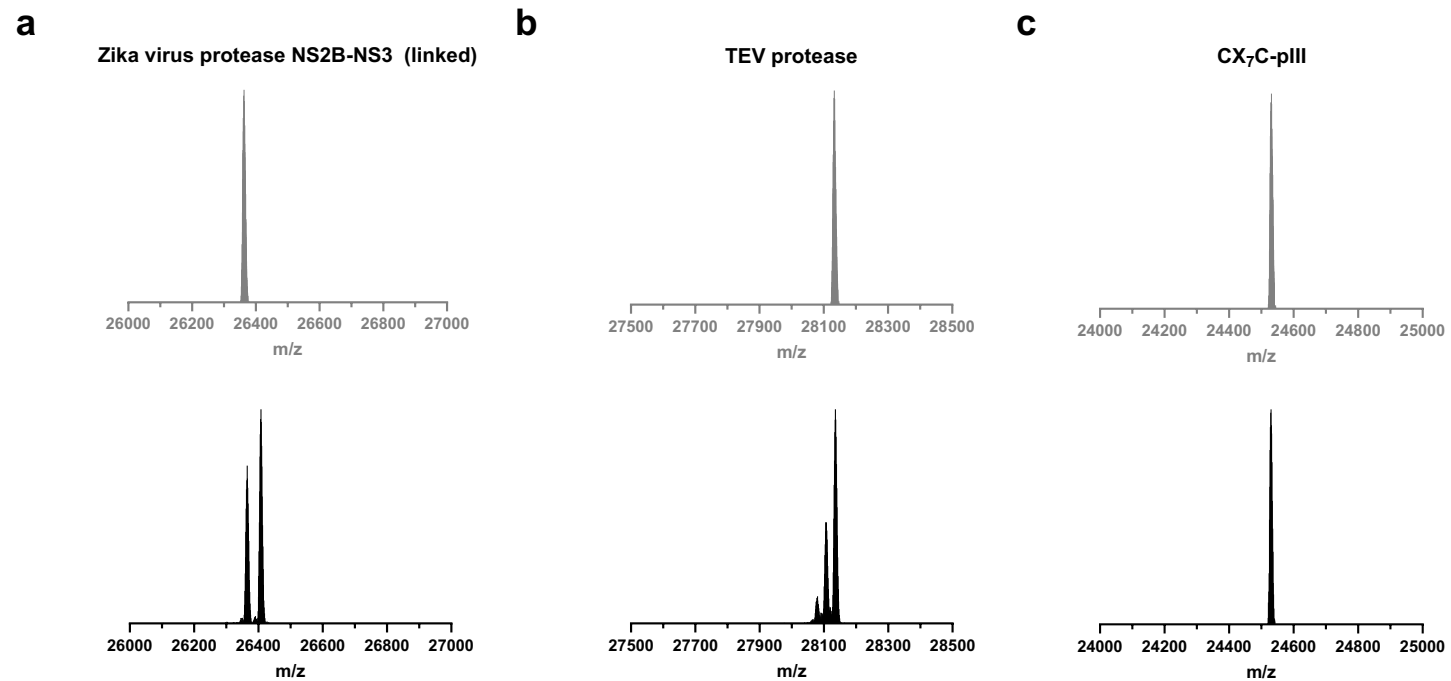 a
Zika virus protease NS2B-NS3 (linked)
26000 26200 26400 26600 26800 27000
m/z
26000 26200 26400 26600 26800 27000
m/z
b
TEV protease
27500 27700 27900 28100 28300 28500
m/z
27500 27700 27900 28100 28300 28500
m/z
c
CX₇C-pIII
24000 24200 24400 24600 24800 25000
m/z
24000 24200 24400 24600 24800 25000
m/z